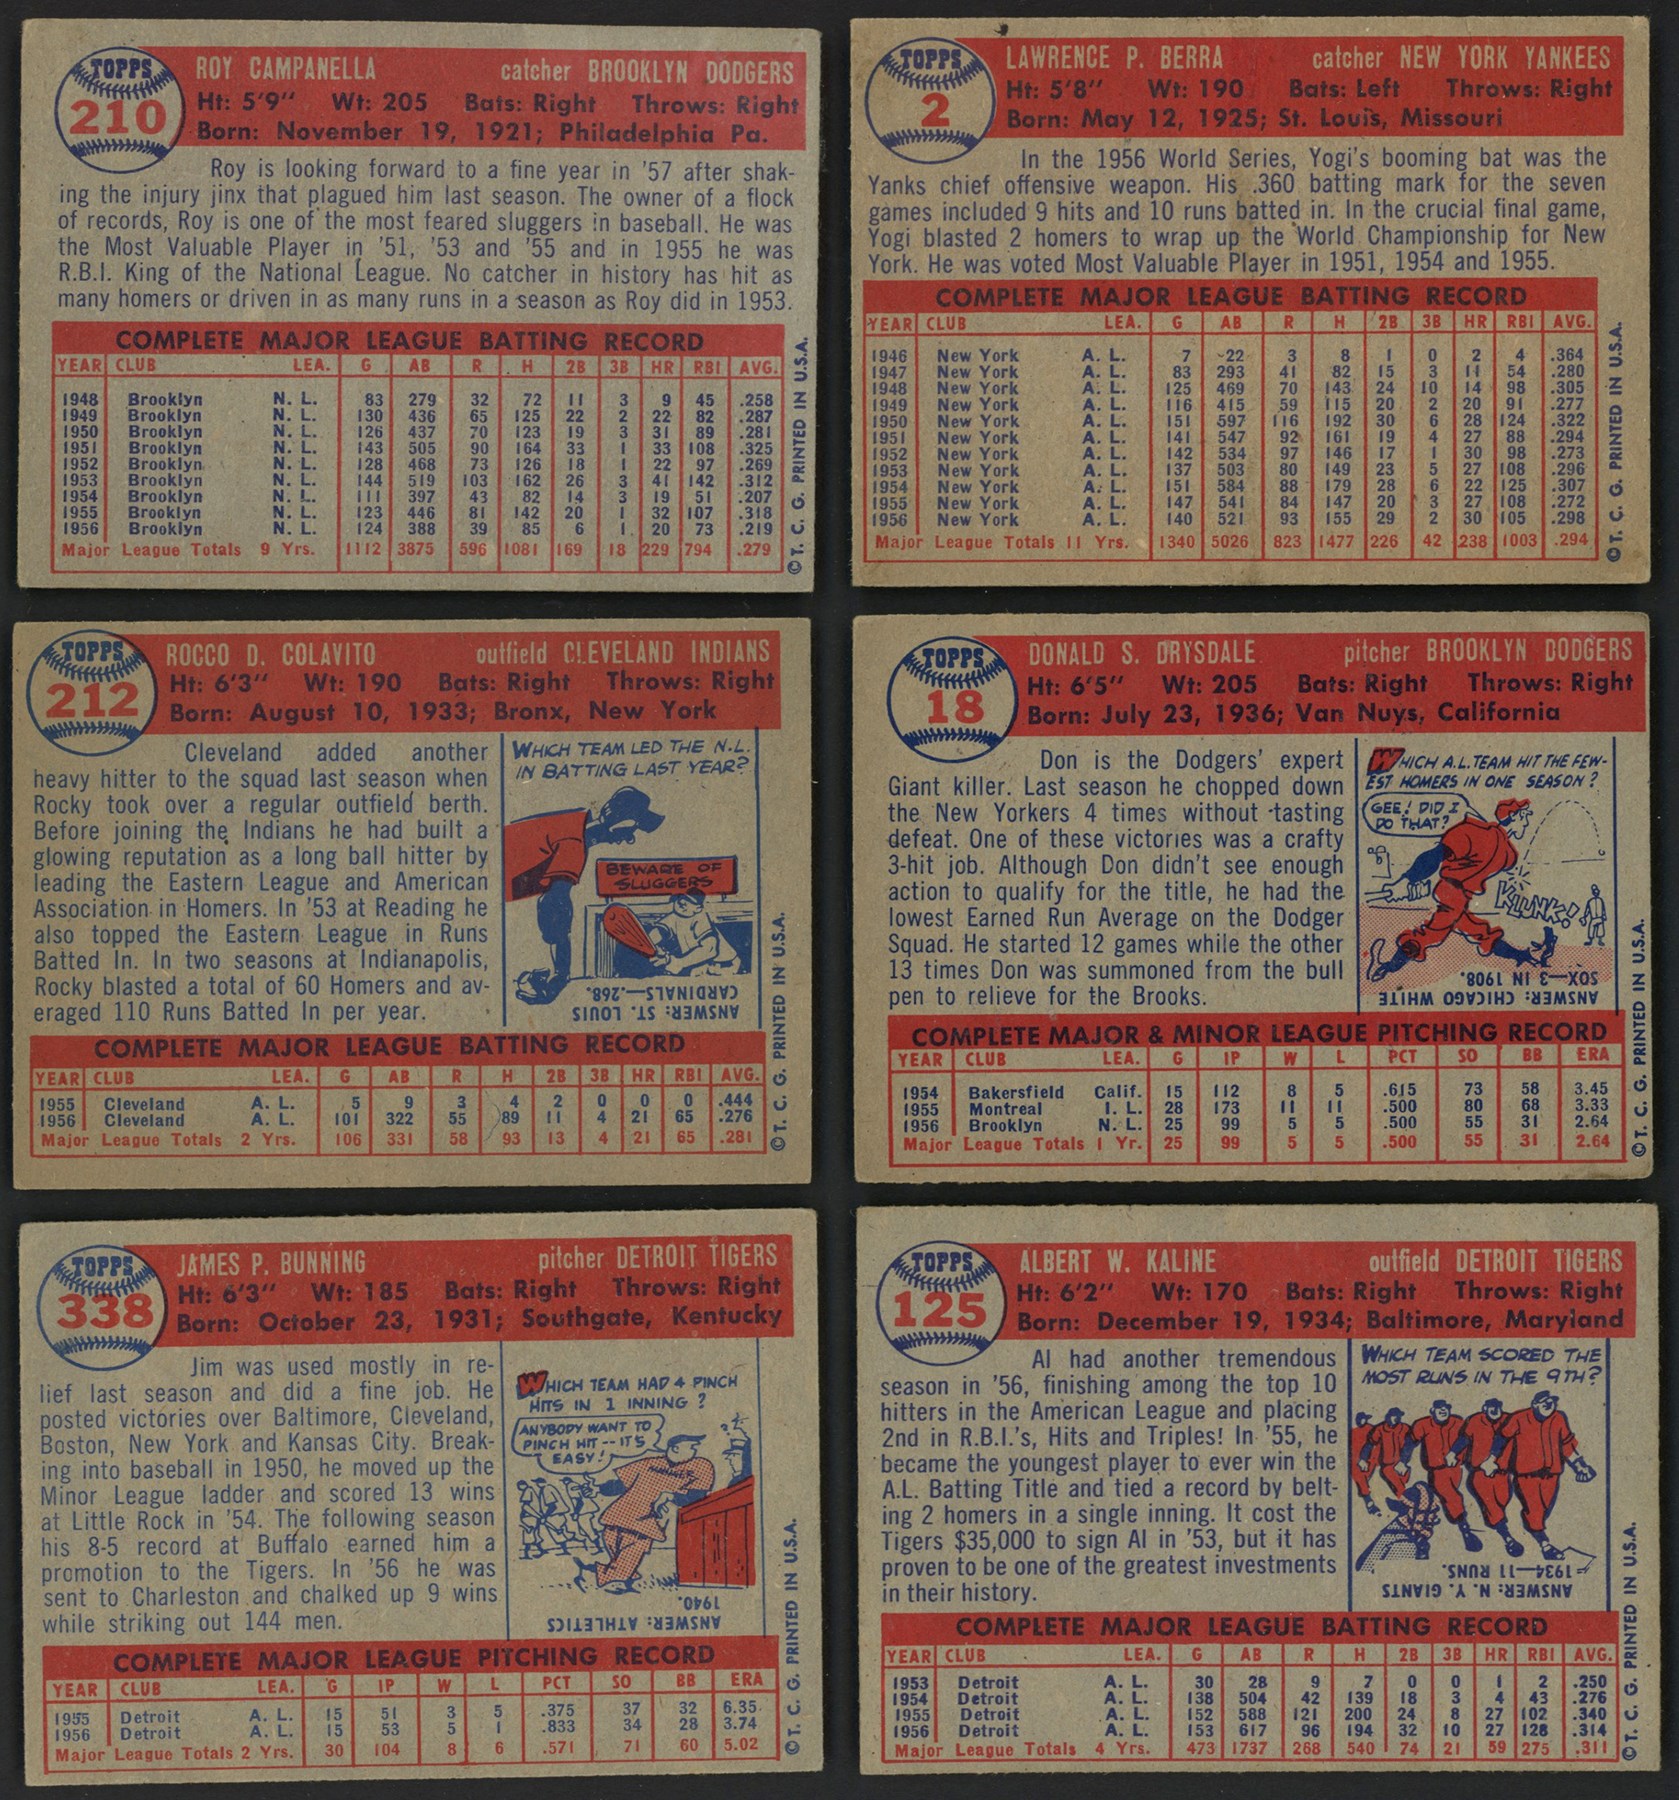 TOPPS
210
ROY CAMPANELLA catcher BROOKLYN DODGERS
Ht: 5'9" Wt: 205 Bats: Right Throws: Right
Born: November 19, 1921; Philadelphia Pa.
Roy is looking forward to a fine year in '57 after shak-
ing the injury jinx that plagued him last season. The owner of a flock
of records, Roy is one of the most feared sluggers in baseball. He was
the Most Valuable Player in '51, '53 and '55 and in 1955 he was
R.B.I. King of the National League. No catcher in history has hit as
many homers or driven in as many runs in a season as Roy did in 1953.
COMPLETE MAJOR LEAGUE BATTING RECORD
YEAR CLUB LEA. G AB R H 2B 3B HR RBI AVG.
1948 Brooklyn N. L. 83 279 32 72 11 3 9 45 .258
1949 Brooklyn N. L. 130 436 65 125 22 2 22 82 .287
1950 Brooklyn N. L. 126 437 70 123 19 3 31 89 .281
1951 Brooklyn N. L. 143 505 90 164 33 1 33 108 .325
1952 Brooklyn N. L. 128 468 73 126 18 1 22 97 .269
1953 Brooklyn N. L. 144 519 103 162 26 3 41 142 .312
1954 Brooklyn N. L. 111 397 43 82 14 3 19 51 .207
1955 Brooklyn N. L. 123 446 81 142 20 1 32 107 .318
1956 Brooklyn N. L. 124 388 39 85 6 1 20 73 .219
Major League Totals 9 Yrs. 1112 3875 596 1081 169 18 229 794 .279
©T. C. G. PRINTED IN U.S.A.
TOPPS
2
LAWRENCE P. BERRA catcher NEW YORK YANKEES
Ht: 5'8" Wt: 190 Bats: Left Throws: Right
Born: May 12, 1925; St. Louis, Missouri
In the 1956 World Series, Yogi's booming bat was the
Yanks chief offensive weapon. His .360 batting mark for the seven
games included 9 hits and 10 runs batted in. In the crucial final game,
Yogi blasted 2 homers to wrap up the World Championship for New
York. He was voted Most Valuable Player in 1951, 1954 and 1955.
COMPLETE MAJOR LEAGUE BATTING RECORD
YEAR CLUB LEA. G AB R H 2B 3B HR RBI AVG.
1946 New York A. L. 7 22 3 8 1 0 2 4 .364
1947 New York A. L. 83 293 41 82 15 3 11 54 .280
1948 New York A. L. 125 469 70 143 24 10 14 98 .305
1949 New York A. L. 116 415 59 115 20 2 20 91 .277
1950 New York A. L. 151 597 116 192 30 6 28 124 .322
1951 New York A. L. 141 547 92 161 19 4 27 88 .294
1952 New York A. L. 142 534 97 146 17 1 30 98 .273
1953 New York A. L. 137 503 80 149 23 5 27 108 .296
1954 New York A. L. 151 584 88 179 28 6 22 125 .307
1955 New York A. L. 147 541 84 147 20 3 27 108 .272
1956 New York A. L. 140 521 93 155 29 2 30 105 .298
Major League Totals 11 Yrs. 1340 5026 823 1477 226 42 238 1003 .294
©T. C. G. PRINTED IN U.S.A.
TOPPS
212
ROCCO D. COLAVITO outfield CLEVELAND INDIANS
Ht: 6'3" Wt: 190 Bats: Right Throws: Right
Born: August 10, 1933; Bronx, New York
Cleveland added another
heavy hitter to the squad last season when
Rocky took over a regular outfield berth.
Before joining the Indians he had built a
glowing reputation as a long ball hitter by
leading the Eastern League and American
Association in Homers. In '53 at Reading he
also topped the Eastern League in Runs
Batted In. In two seasons at Indianapolis,
Rocky blasted a total of 60 Homers and av-
eraged 110 Runs Batted In per year.
WHICH TEAM LED THE N.L.
IN BATTING LAST YEAR?
BEWARE OF
SLUGGERS
ANSWER: ST. LOUIS
CARDINALS—.268.
COMPLETE MAJOR LEAGUE BATTING RECORD
YEAR CLUB LEA. G AB R H 2B 3B HR RBI AVG.
1955 Cleveland A. L. 5 9 3 4 2 0 0 0 .444
1956 Cleveland A. L. 101 322 55 89 11 4 21 65 .276
Major League Totals 2 Yrs. 106 331 58 93 13 4 21 65 .281
©T. C. G. PRINTED IN U.S.A.
TOPPS
18
DONALD S. DRYSDALE pitcher BROOKLYN DODGERS
Ht: 6'5" Wt: 205 Bats: Right Throws: Right
Born: July 23, 1936; Van Nuys, California
Don is the Dodgers' expert
Giant killer. Last season he chopped down
the New Yorkers 4 times without tasting
defeat. One of these victories was a crafty
3-hit job. Although Don didn't see enough
action to qualify for the title, he had the
lowest Earned Run Average on the Dodger
Squad. He started 12 games while the other
13 times Don was summoned from the bull
pen to relieve for the Brooks.
WHICH A.L. TEAM HIT THE FEW-
EST HOMERS IN ONE SEASON?
GEE! DID I
DO THAT?
KLUNK!
ANSWER: CHICAGO WHITE
SOX—3 IN 1908.
COMPLETE MAJOR & MINOR LEAGUE PITCHING RECORD
YEAR CLUB LEA. G IP W L PCT SO BB ERA
1954 Bakersfield Calif. 15 112 8 5 .615 73 58 3.45
1955 Montreal I. L. 28 173 11 11 .500 80 68 3.33
1956 Brooklyn N. L. 25 99 5 5 .500 55 31 2.64
Major League Totals 1 Yr. 25 99 5 5 .500 55 31 2.64
©T. C. G. PRINTED IN U.S.A.
TOPPS
338
JAMES P. BUNNING pitcher DETROIT TIGERS
Ht: 6'3" Wt: 185 Bats: Right Throws: Right
Born: October 23, 1931; Southgate, Kentucky
Jim was used mostly in re-
lief last season and did a fine job. He
posted victories over Baltimore, Cleveland,
Boston, New York and Kansas City. Break-
ing into baseball in 1950, he moved up the
Minor League ladder and scored 13 wins
at Little Rock in '54. The following season
his 8-5 record at Buffalo earned him a
promotion to the Tigers. In '56 he was
sent to Charleston and chalked up 9 wins
while striking out 144 men.
WHICH TEAM HAD 4 PINCH
HITS IN 1 INNING?
ANYBODY WANT TO
PINCH HIT--IT'S
EASY!
ANSWER: ATHLETICS
1940.
COMPLETE MAJOR LEAGUE PITCHING RECORD
YEAR CLUB LEA. G IP W L PCT SO BB ERA
1955 Detroit A. L. 15 51 3 5 .375 37 32 6.35
1956 Detroit A. L. 15 53 5 1 .833 34 28 3.74
Major League Totals 2 Yrs. 30 104 8 6 .571 71 60 5.02
©T. C. G. PRINTED IN U.S.A.
TOPPS
125
ALBERT W. KALINE outfield DETROIT TIGERS
Ht: 6'2" Wt: 170 Bats: Right Throws: Right
Born: December 19, 1934; Baltimore, Maryland
Al had another tremendous
season in '56, finishing among the top 10
hitters in the American League and placing
2nd in R.B.I.'s, Hits and Triples! In '55, he
became the youngest player to ever win the
A.L. Batting Title and tied a record by belt-
ing 2 homers in a single inning. It cost the
Tigers $35,000 to sign Al in '53, but it has
proven to be one of the greatest investments
in their history.
WHICH TEAM SCORED THE
MOST RUNS IN THE 9TH?
ANSWER: N. Y. GIANTS
—1934—11 RUNS.
COMPLETE MAJOR LEAGUE BATTING RECORD
YEAR CLUB LEA. G AB R H 2B 3B HR RBI AVG.
1953 Detroit A. L. 30 28 9 7 0 0 1 2 .250
1954 Detroit A. L. 138 504 42 139 18 3 4 43 .276
1955 Detroit A. L. 152 588 121 200 24 8 27 102 .340
1956 Detroit A. L. 153 617 96 194 32 10 27 128 .314
Major League Totals 4 Yrs. 473 1737 268 540 74 21 59 275 .311
©T. C. G. PRINTED IN U.S.A.